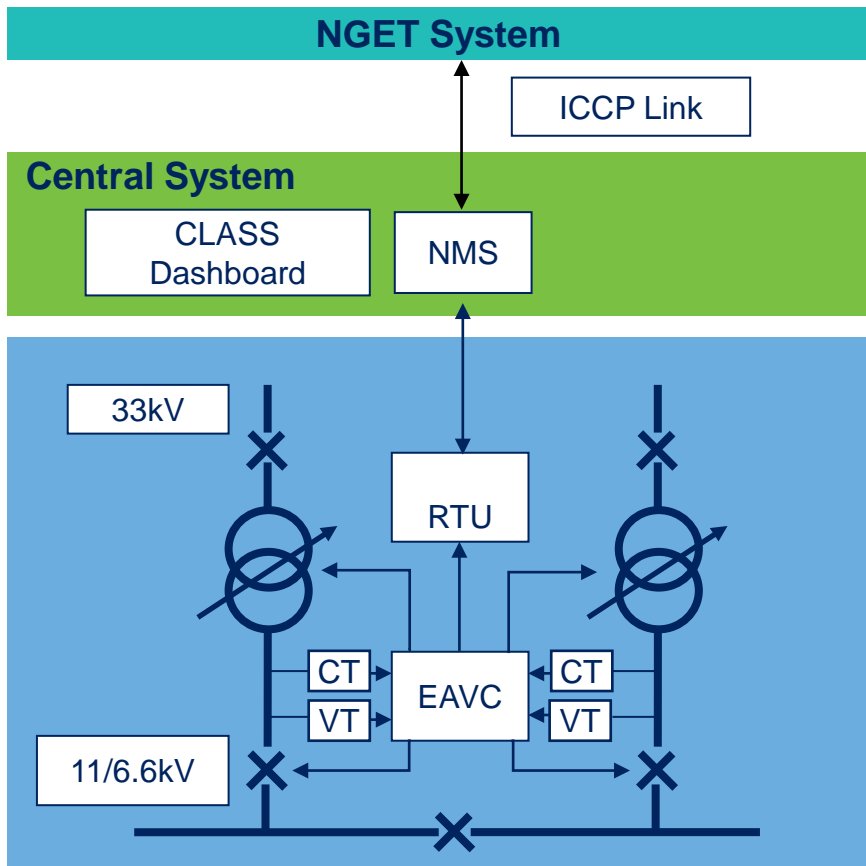 NGET System
ICCP Link
Central System
CLASS
Dashboard
NMS
33kV
RTU
CT
CT
EAVC
VT
VT
11/6.6kV